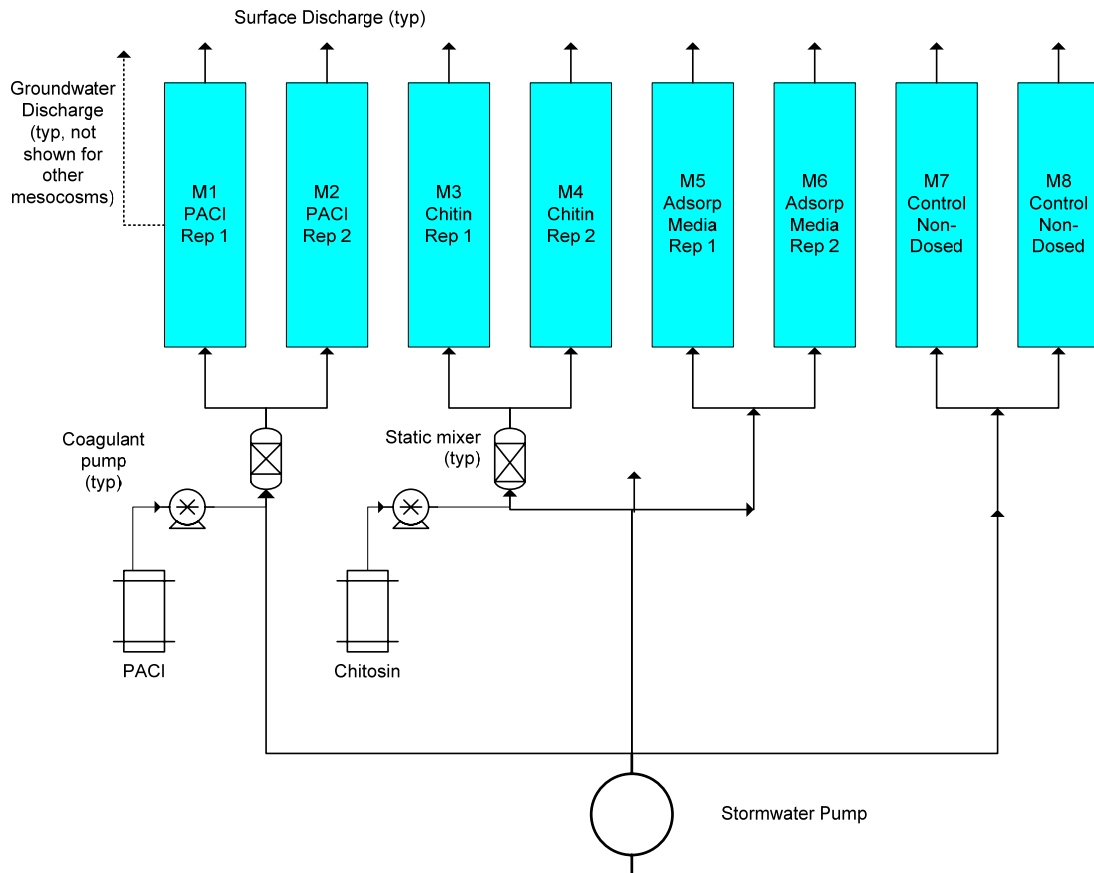 Surface Discharge (typ)
Groundwater
Discharge
(typ, not
shown for
other
mesocosms)
M1
PACl
Rep 1
M2
PACl
Rep 2
M3
Chitin
Rep 1
M4
Chitin
Rep 2
M5
Adsorp
Media
Rep 1
M6
Adsorp
Media
Rep 2
M7
Control
Non-
Dosed
M8
Control
Non-
Dosed
Coagulant
pump
(typ)
Static mixer
(typ)
PACl
Chitosin
Stormwater Pump